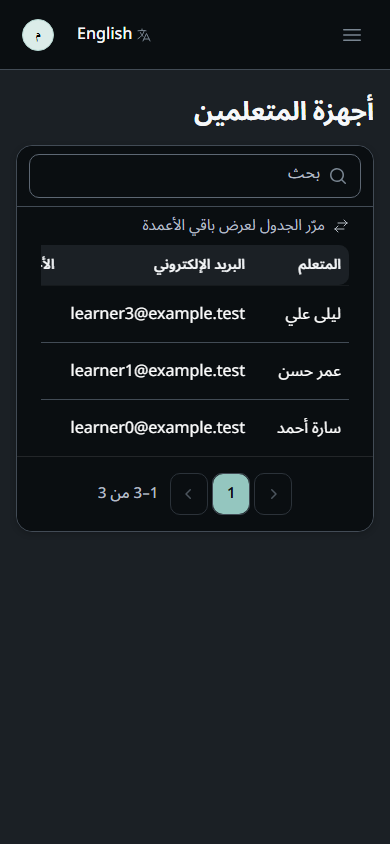 English
م
أجهزة المتعلمين
بحث
مرّر الجدول لعرض باقي الأعمدة
المتعلم البريد الإلكتروني
ليلى علي learner3@example.test
عمر حسن learner1@example.test
سارة أحمد learner0@example.test
1
1–3 من 3